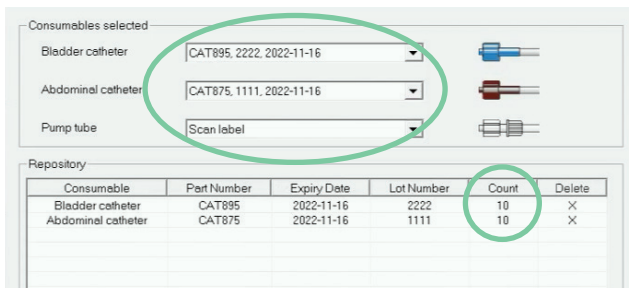 Consumables selected
Bladder catheter CAT895, 2222, 2022-11-16
Abdominal catheter CAT875, 1111, 2022-11-16
Pump tube Scan label
Repository
Consumable Part Number Expiry Date Lot Number Count Delete
Bladder catheter CAT895 2022-11-16 2222 10 X
Abdominal catheter CAT875 2022-11-16 1111 10 X